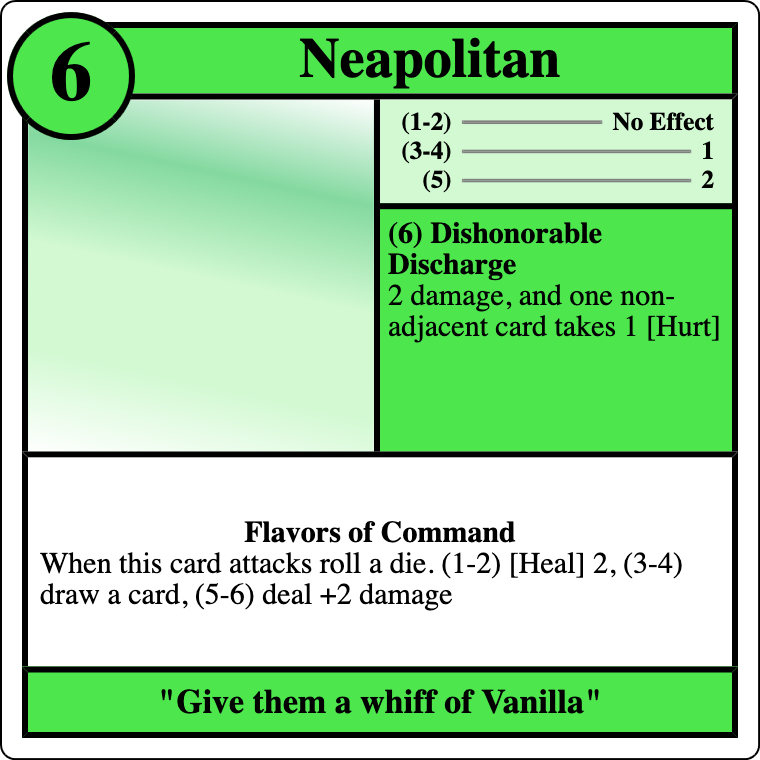 6
Neapolitan
(1-2) No Effect
(3-4) 1
(5) 2
(6) Dishonorable
Discharge
2 damage, and one non-
adjacent card takes 1 [Hurt]
Flavors of Command
When this card attacks roll a die. (1-2) [Heal] 2, (3-4)
draw a card, (5-6) deal +2 damage
"Give them a whiff of Vanilla"